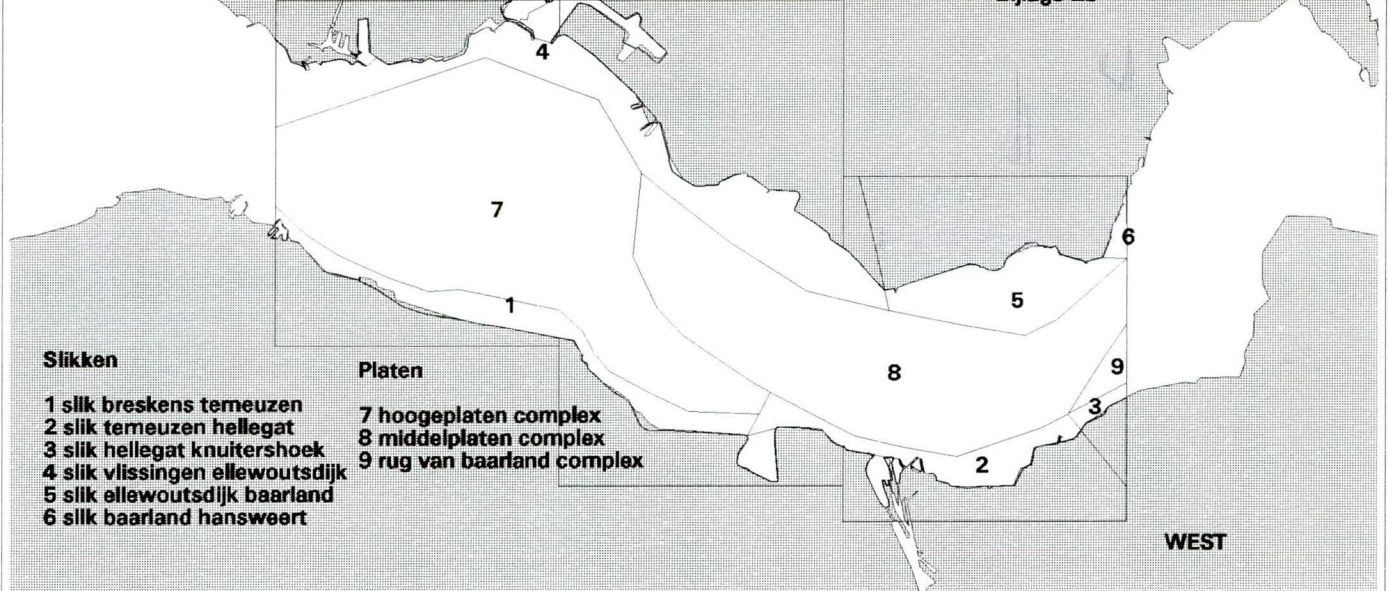 4
7
6
5
1
8
9
3
2
Slikken
1 slik breskens terneuzen
2 slik terneuzen hellegat
3 slik hellegat knuitershoek
4 slik vlissingen ellewoutsdijk
5 slik ellewoutsdijk baarland
6 slik baarland hansweert
Platen
7 hoogeplaten complex
8 middelplaten complex
9 rug van baarland complex
WEST